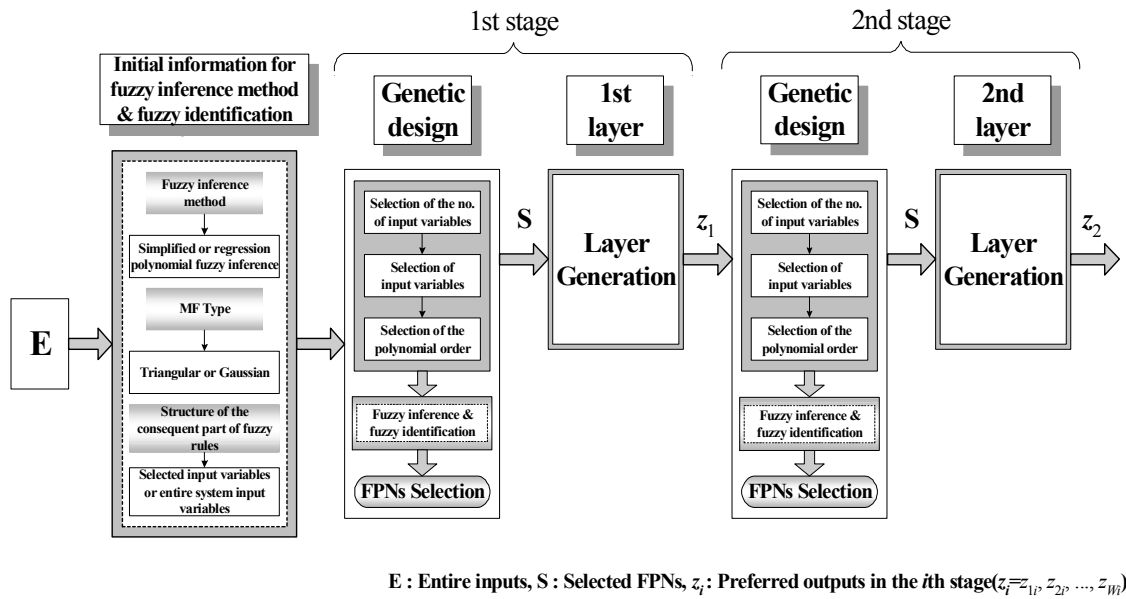 1st stage
2nd stage
Initial information for
fuzzy inference method
& fuzzy identification
Genetic
design
1st
layer
Genetic
design
2nd
layer
E
Fuzzy inference
method
Simplified or regression
polynomial fuzzy inference
MF Type
Triangular or Gaussian
Structure of the
consequent part of fuzzy
rules
Selected input variables
or entire system input
variables
Selection of the no.
of input variables
Selection of
input variables
Selection of the
polynomial order
Fuzzy inference &
fuzzy identification
FPNs Selection
S
Layer
Generation
z1
Selection of the no.
of input variables
Selection of
input variables
Selection of the
polynomial order
Fuzzy inference &
fuzzy identification
FPNs Selection
S
Layer
Generation
z2
E : Entire inputs, S : Selected FPNs, zi : Preferred outputs in the ith stage(zi=z1i, z2i, ..., zWi)